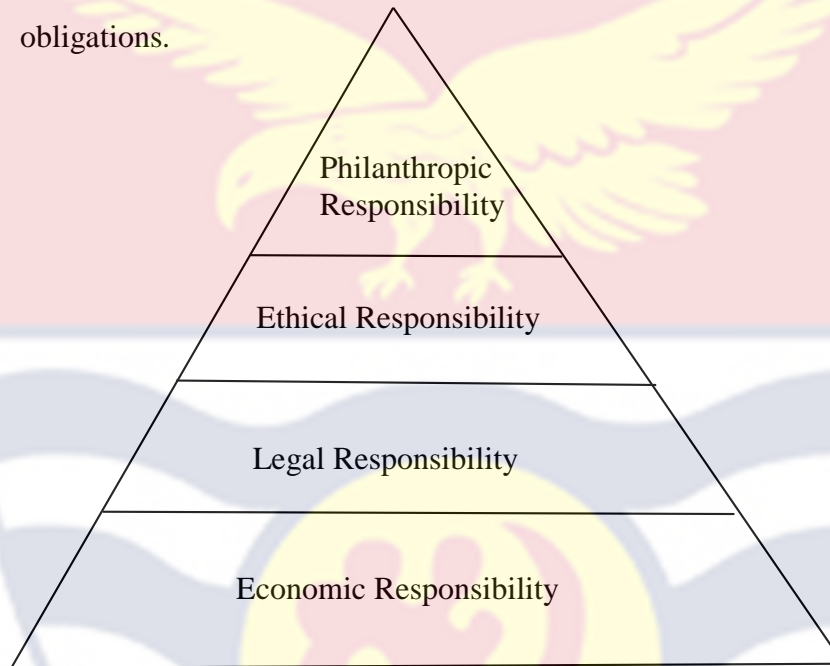 obligations.
Philanthropic
Responsibility
Ethical Responsibility
Legal Responsibility
Economic Responsibility